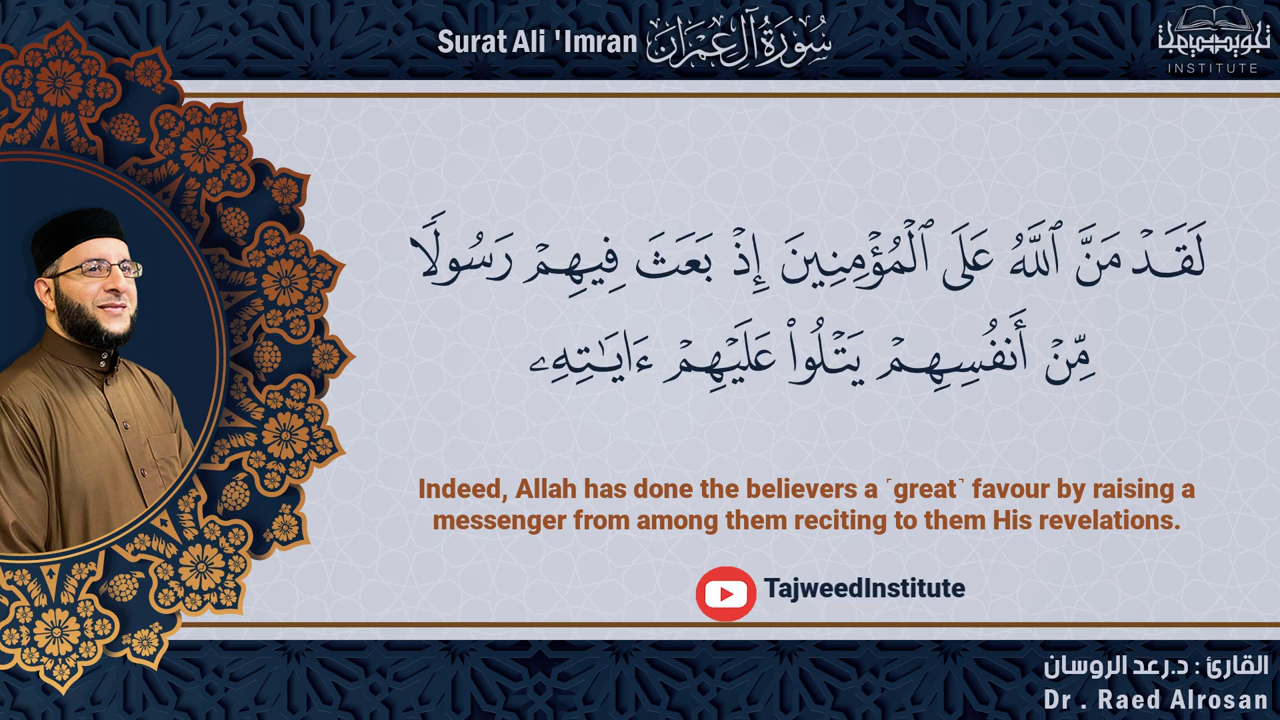 Surat Ali 'Imran سُورَةُ آلِ عِمْرَانَ
INSTITUTE
لَقَدۡ مَنَّ ٱللَّهُ عَلَى ٱلۡمُؤۡمِنِينَ إِذۡ بَعَثَ فِيهِمۡ رَسُولٗا
مِّنۡ أَنفُسِهِمۡ يَتۡلُواْ عَلَيۡهِمۡ ءَايَٰتِهِۦ
Indeed, Allah has done the believers a ˹great˺ favour by raising a
messenger from among them reciting to them His revelations.
TajweedInstitute
القارئ : د.رعد الروسان
Dr . Raed Alrosan